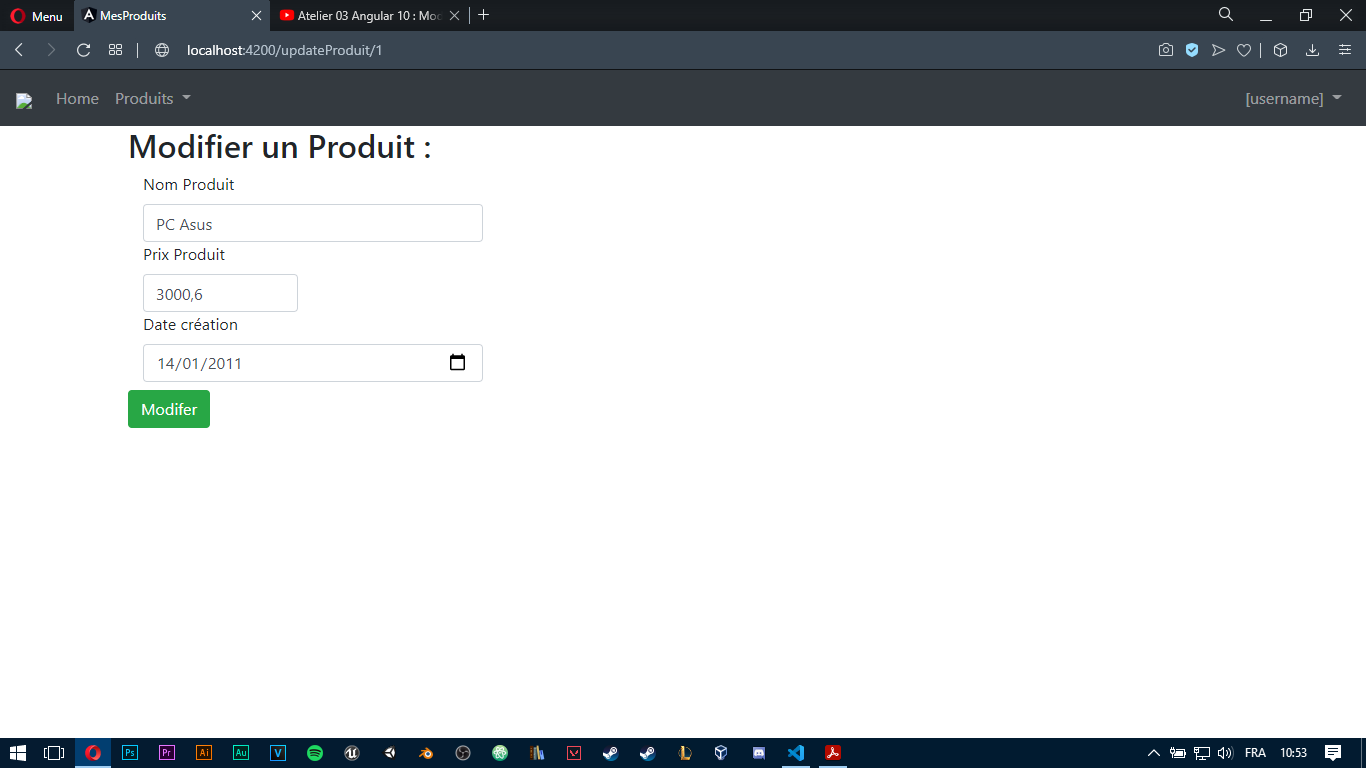 Menu
MesProduits
Atelier 03 Angular 10 : Mod
localhost:4200/updateProduit/1
Home
Produits
[username]
Modifier un Produit :
Nom Produit
PC Asus
Prix Produit
3000,6
Date création
14/01/2011
Modifer
Ps
Pr
Ai
Au
V
FRA
10:53